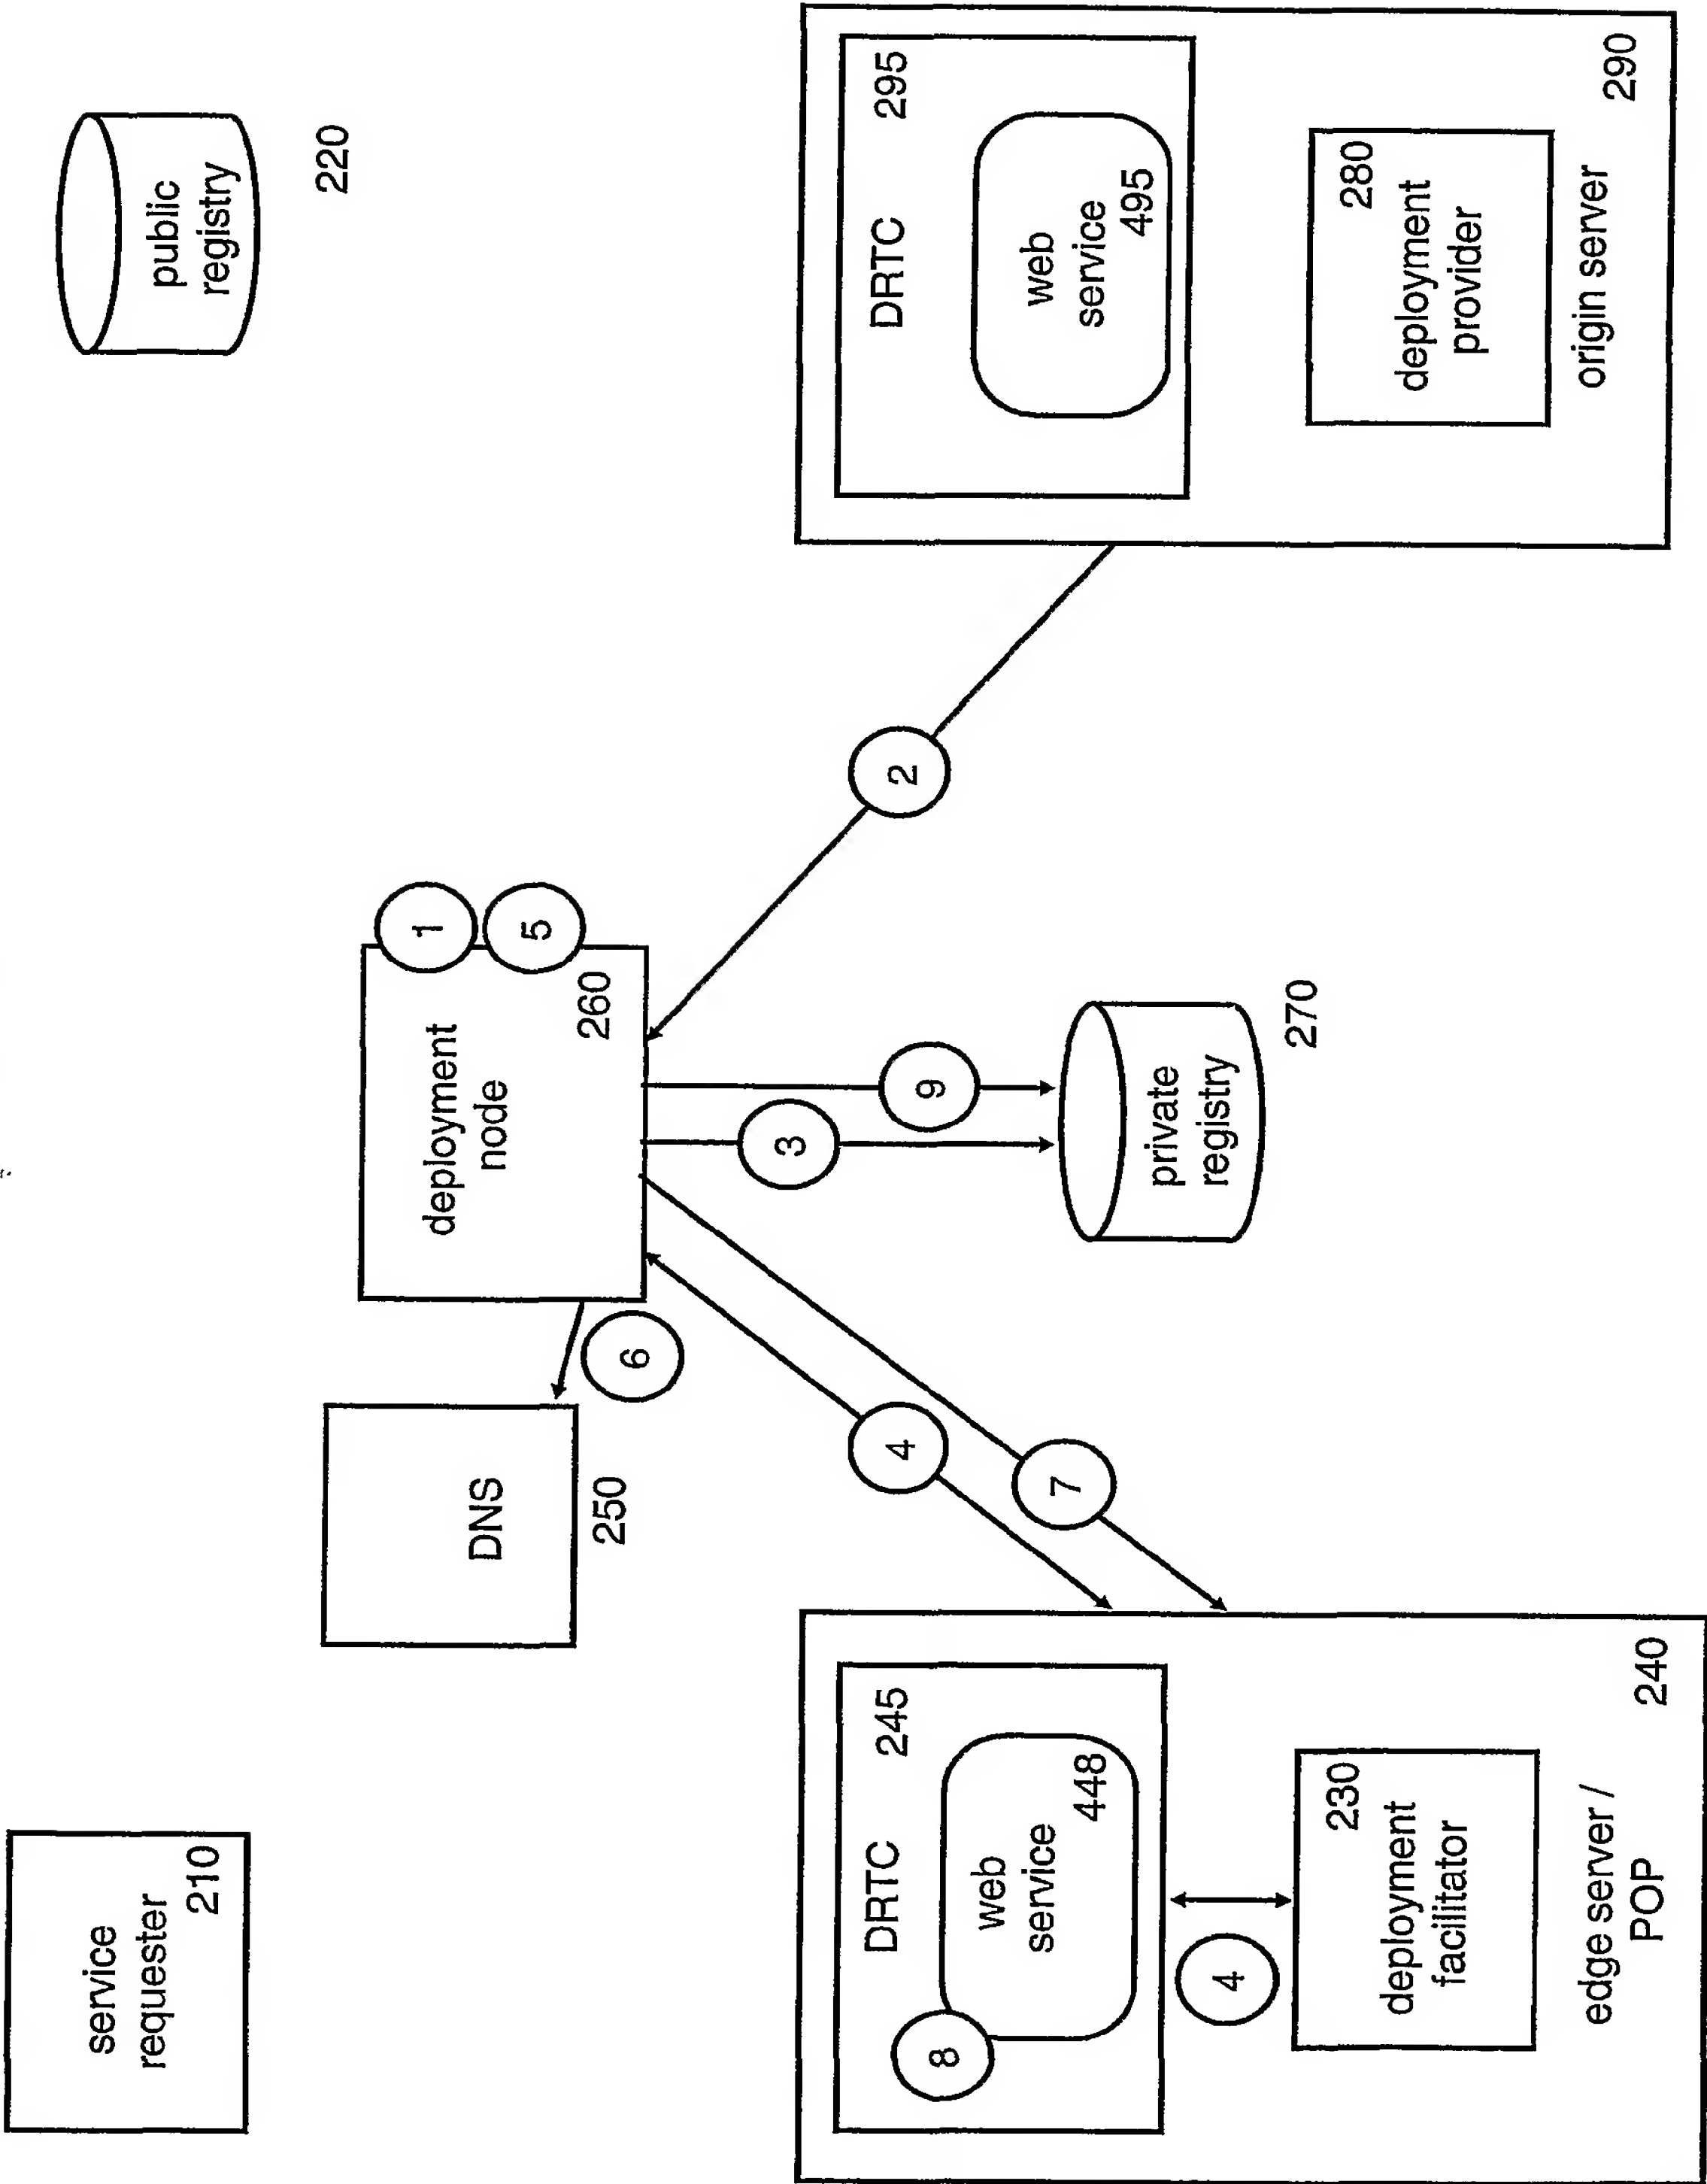 service
requester
210
public
registry
220
DNS
250
6
deployment
node
260
1
5
4
7
3
9
2
private
registry
270
DRTC
245
8
web
service
448
4
230
deployment
facilitator
edge server /
POP
240
DRTC
295
web
service
495
280
deployment
provider
origin server
290